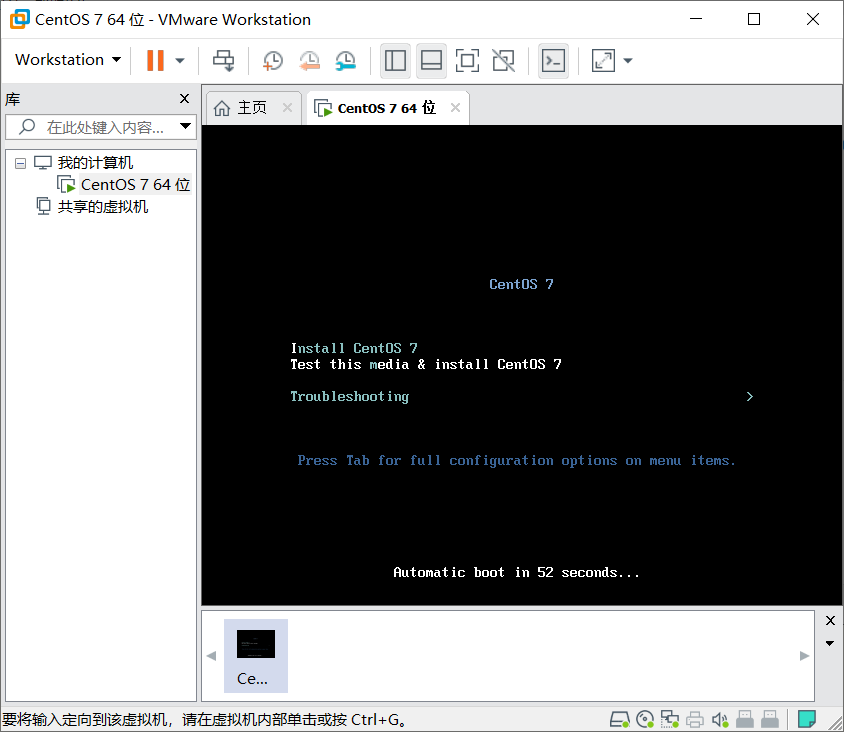 CentOS 7 64 位 - VMware Workstation
Workstation
库
在此处键入内容...
我的计算机
CentOS 7 64 位
共享的虚拟机
主页
CentOS 7 64 位
CentOS 7
Install CentOS 7
Test this media & install CentOS 7
Troubleshooting
Press Tab for full configuration options on menu items.
Automatic boot in 52 seconds...
Ce...
要将输入定向到该虚拟机，请在虚拟机内部单击或按 Ctrl+G。